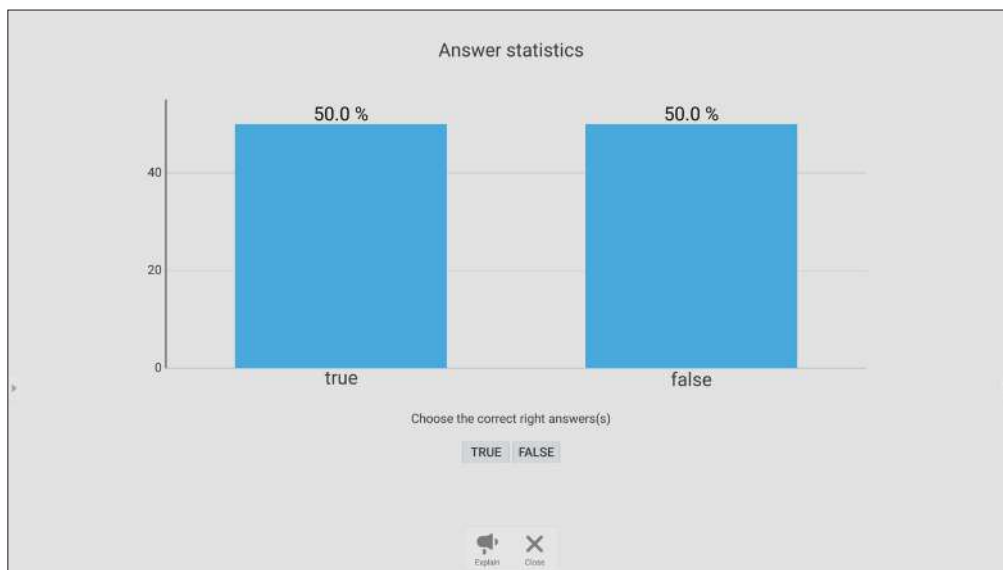 Answer statistics
50.0 % 50.0 %
40
20
0
true false
Choose the correct right answers(s)
TRUE FALSE
Explain Close